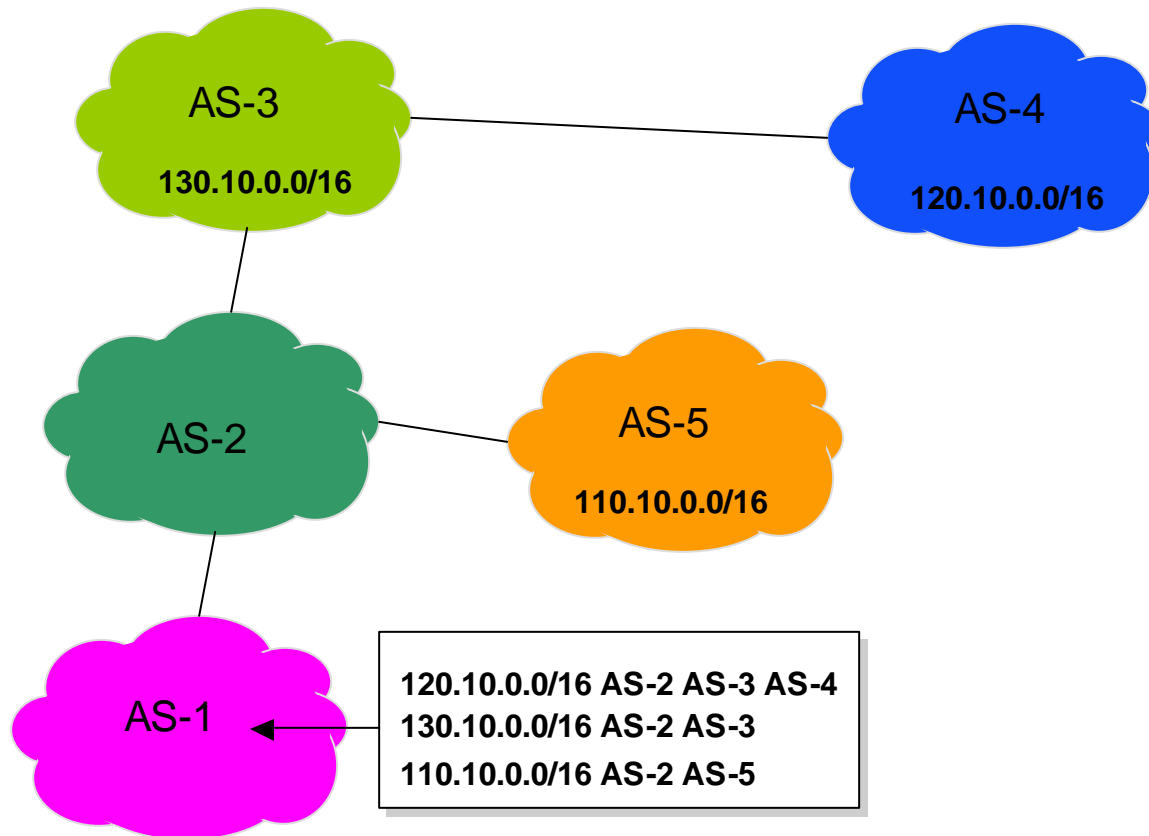 AS-3
130.10.0.0/16
AS-4
120.10.0.0/16
AS-2
AS-5
110.10.0.0/16
AS-1
120.10.0.0/16 AS-2 AS-3 AS-4
130.10.0.0/16 AS-2 AS-3
110.10.0.0/16 AS-2 AS-5